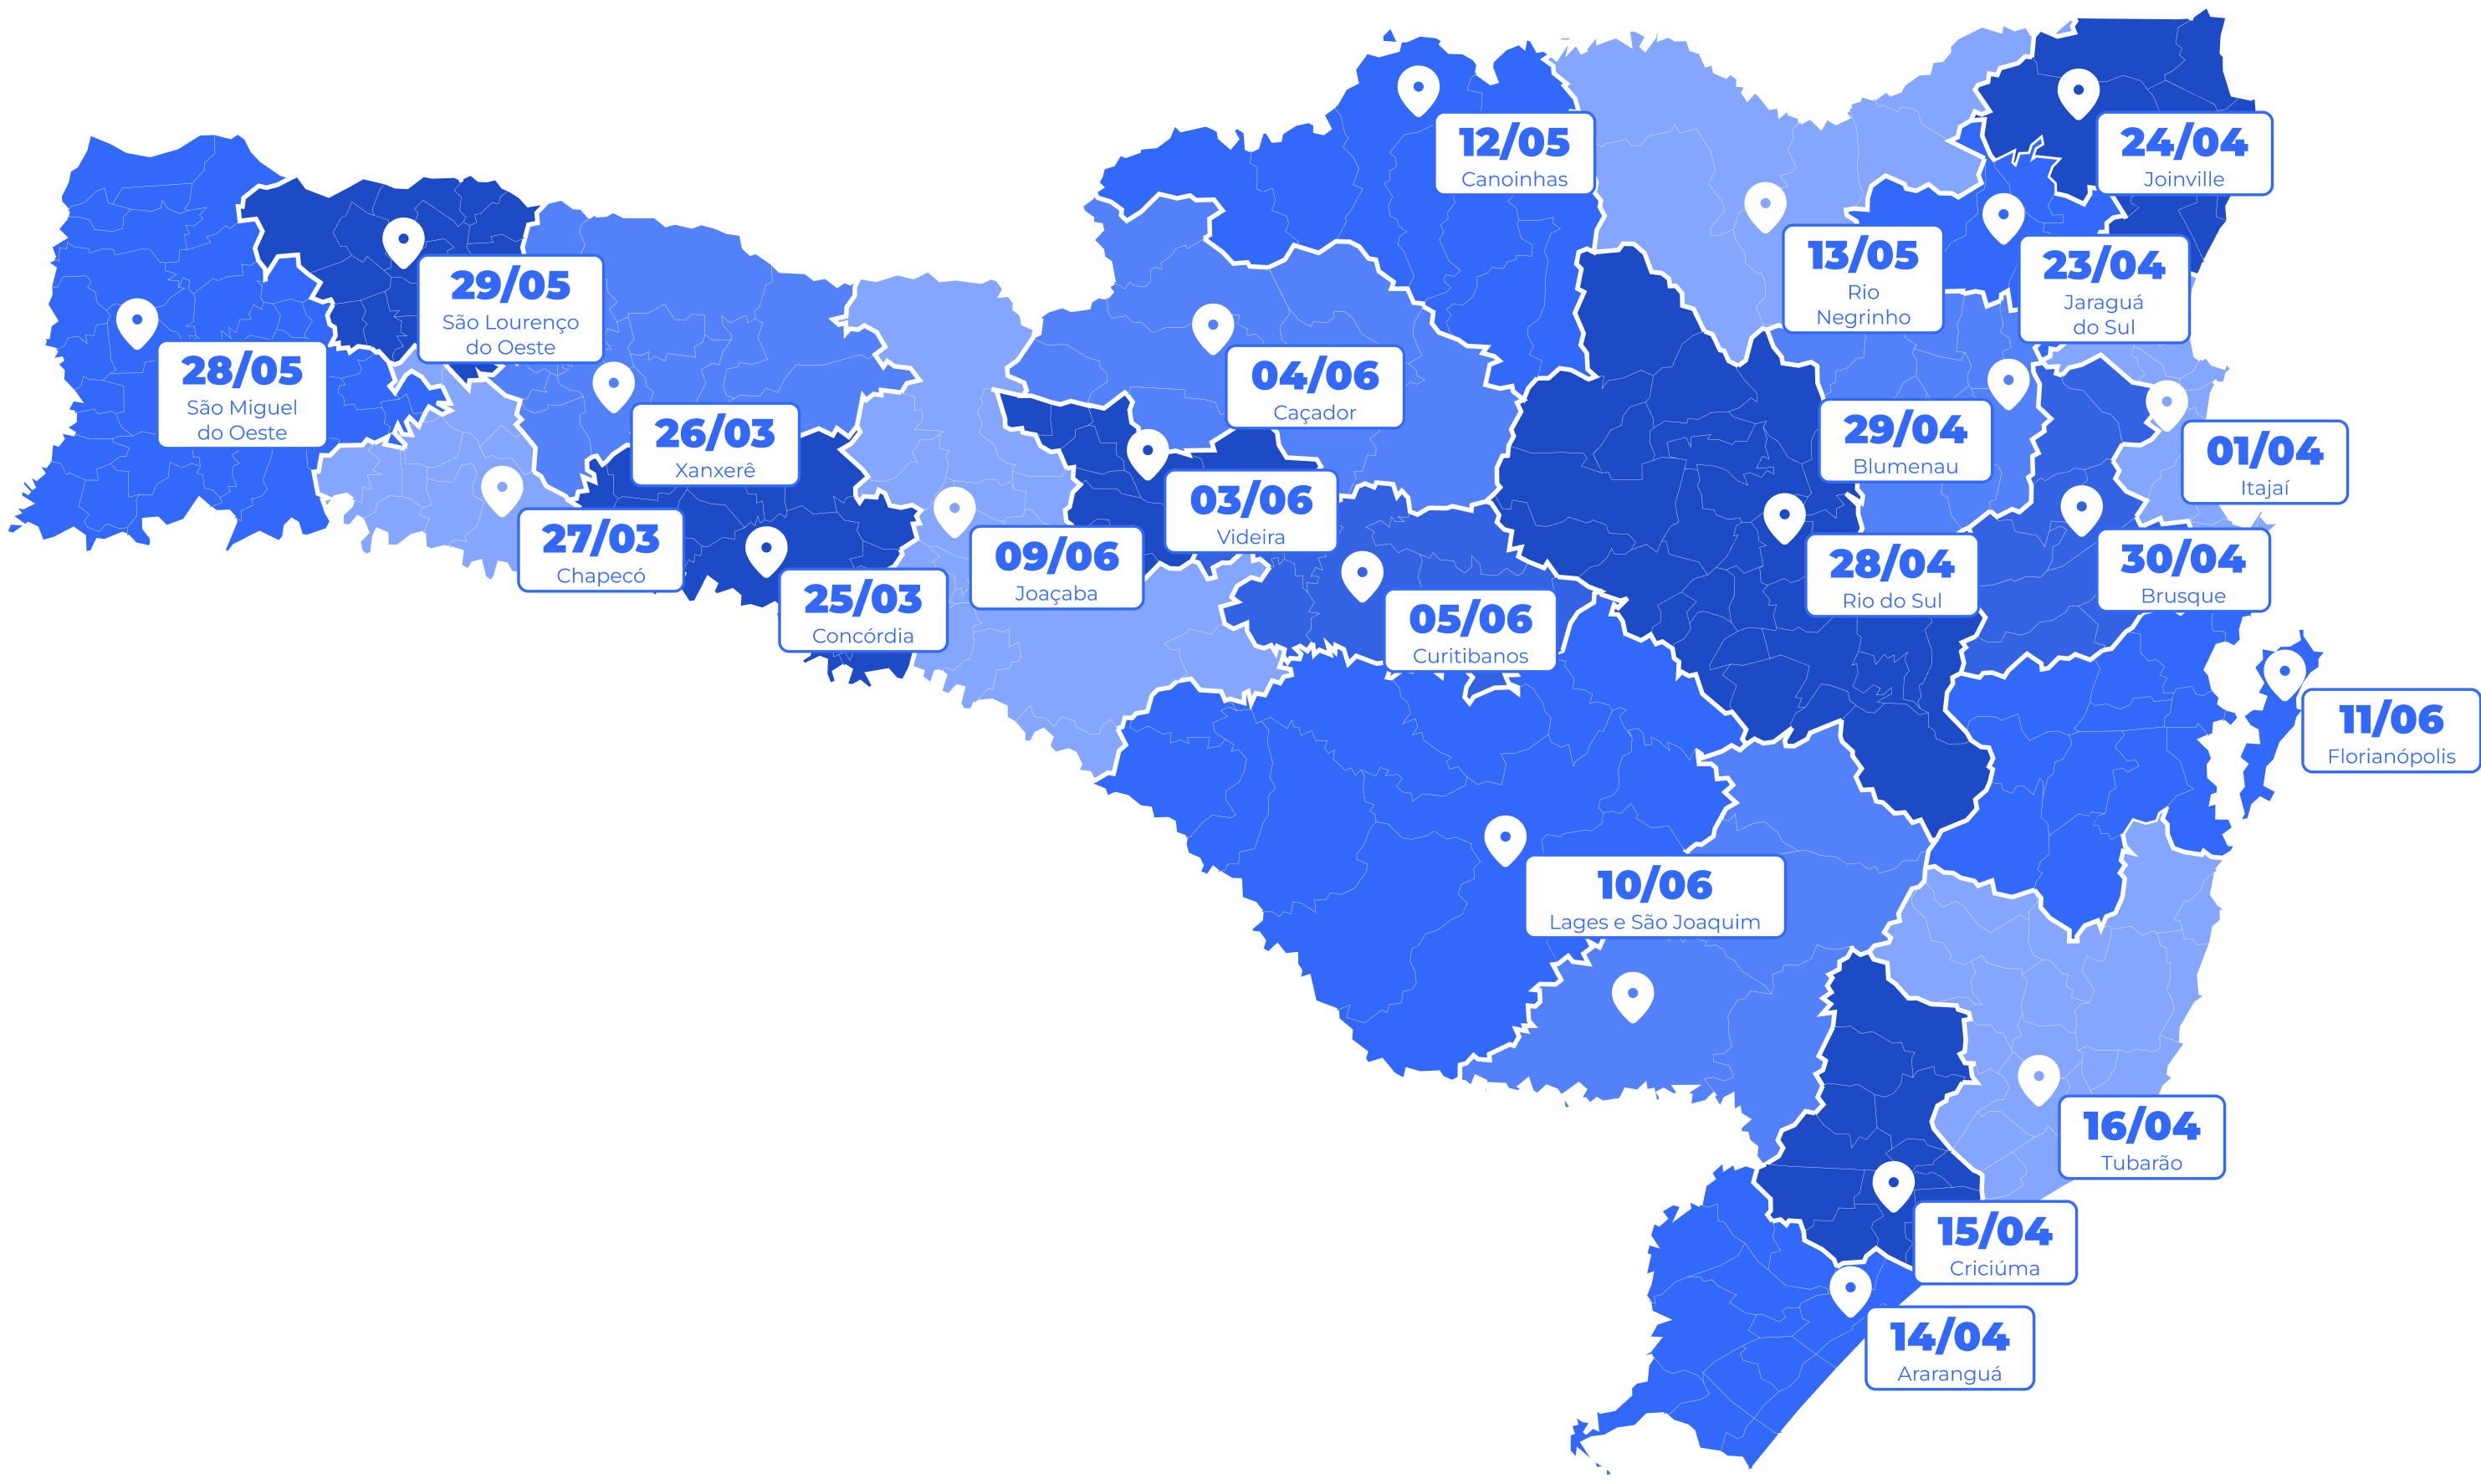 12/05
Canoinhas
24/04
Joinville
13/05
Rio
Negrinho
23/04
Jaraguá
do Sul
29/05
São Lourenço
do Oeste
28/05
São Miguel
do Oeste
04/06
Caçador
26/03
Xanxerê
29/04
Blumenau
01/04
Itajaí
03/06
Videira
27/03
Chapecó
09/06
Joaçaba
28/04
Rio do Sul
30/04
Brusque
25/03
Concórdia
05/06
Curitibanos
11/06
Florianópolis
10/06
Lages e São Joaquim
16/04
Tubarão
15/04
Criciúma
14/04
Araranguá